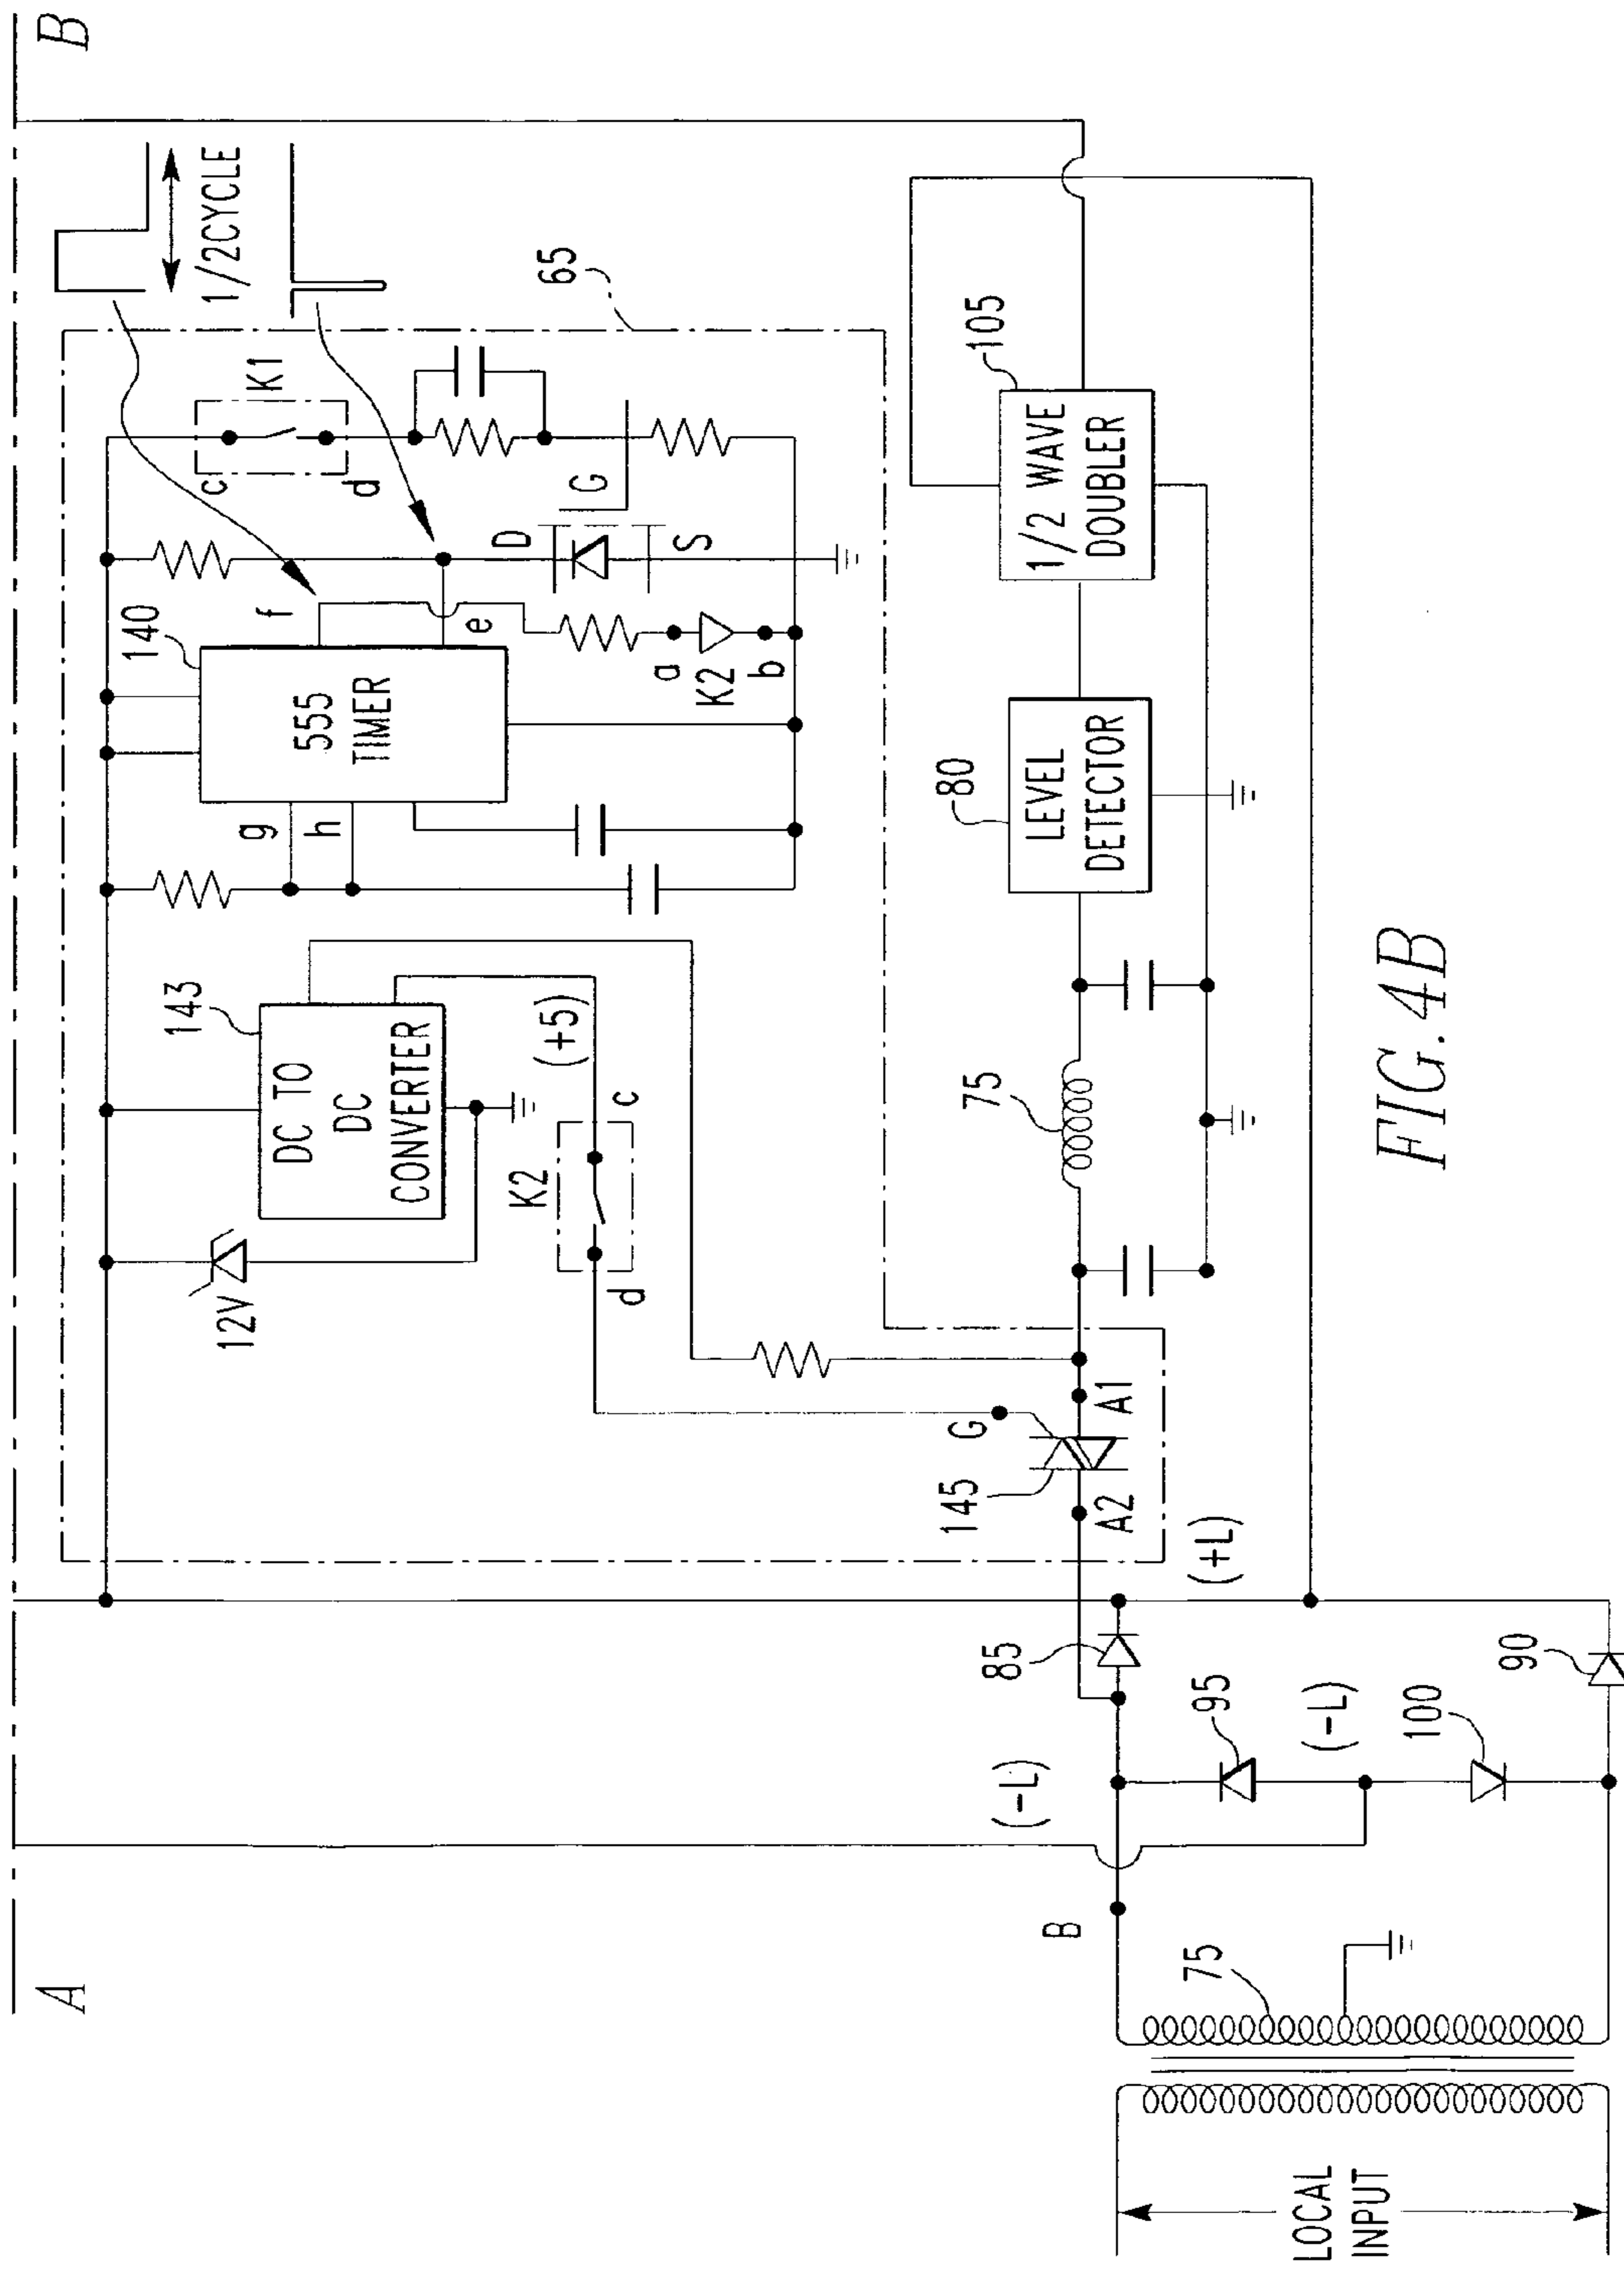 A
B
1/2CYCLE
65
K1
c
d
140
f
e
555
TIMER
g
h
D
G
S
a
K2
b
143
DC TO
DC
CONVERTER
12V
(+5)
K2
c
d
G
145
A2
A1
75
80
LEVEL
DETECTOR
105
1/2 WAVE
DOUBLER
(+L)
85
(-L)
95
(-L)
100
90
B
75
LOCAL
INPUT
FIG. 4B